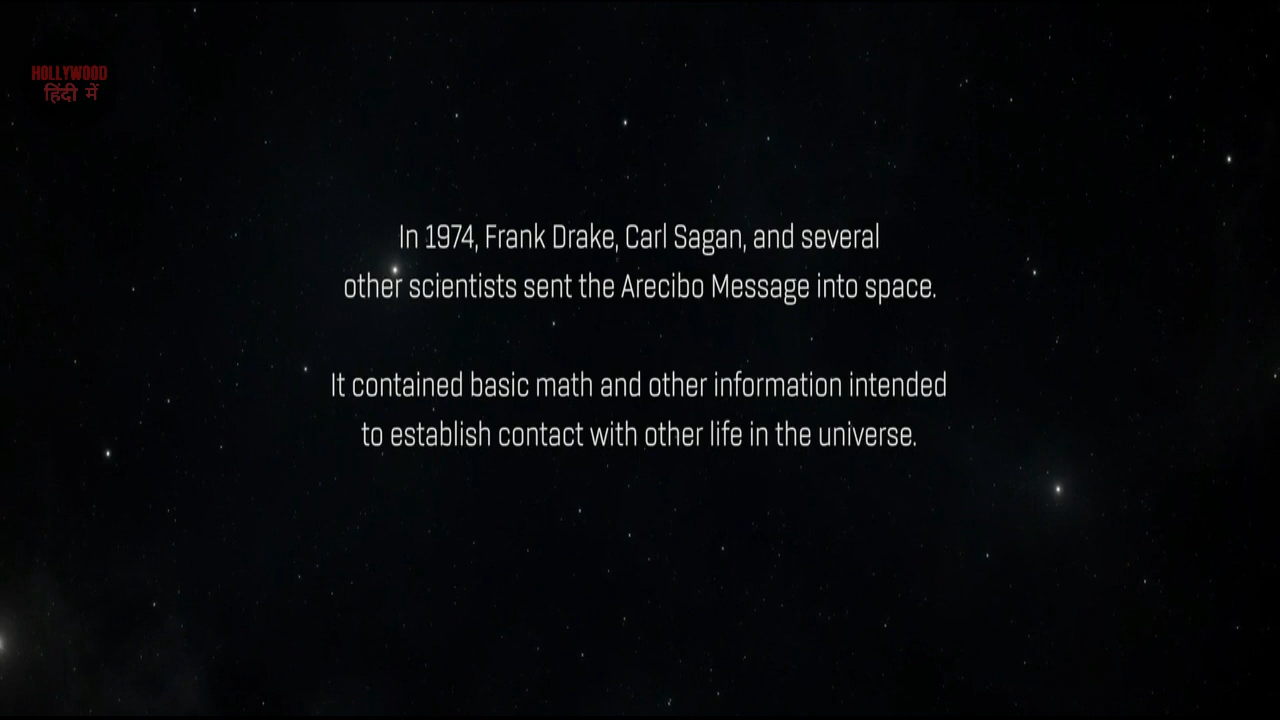 HOLLYWOOD
हिंदी में
In 1974, Frank Drake, Carl Sagan, and several
other scientists sent the Arecibo Message into space.
It contained basic math and other information intended
to establish contact with other life in the universe.